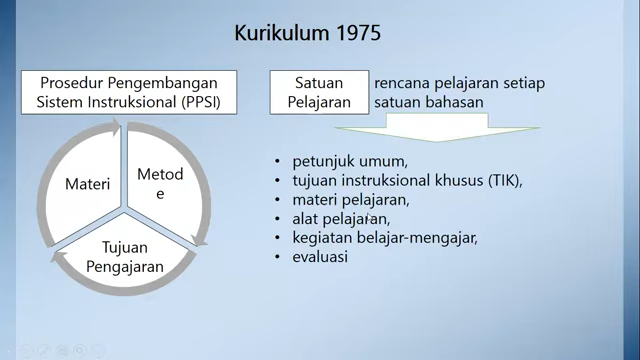 Kurikulum 1975
Prosedur Pengembangan
Sistem Instruksional (PPSI)
Materi
Metod
e
Tujuan
Pengajaran
Satuan
Pelajaran
rencana pelajaran setiap
satuan bahasan
• petunjuk umum,
• tujuan instruksional khusus (TIK),
• materi pelajaran,
• alat pelajaran,
• kegiatan belajar-mengajar,
• evaluasi